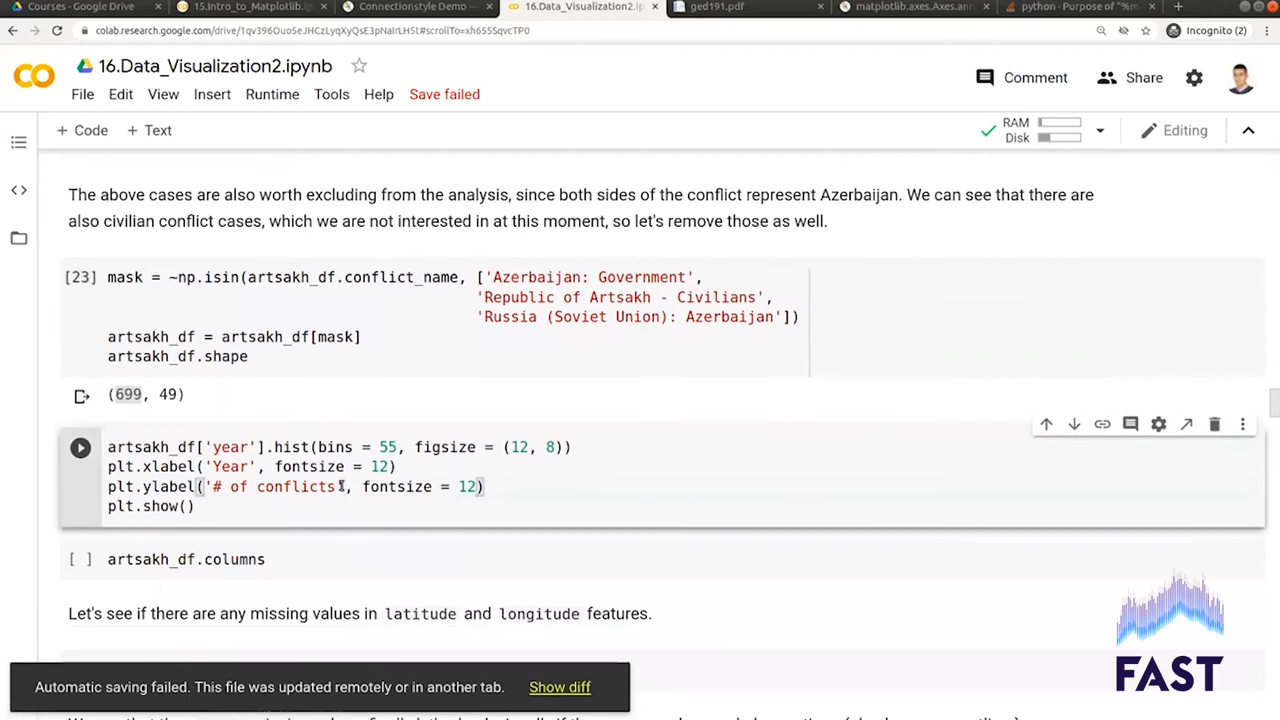 Courses - Google Drive
15.Intro_to_Matplotlib.ip
Connectionstyle Demo —
16.Data_Visualization2.ip
ged191.pdf
matplotlib.axes.Axes.ann
python - Purpose of "%m
colab.research.google.com/drive/
Incognito (2)
16.Data_Visualization2.ipynb
Comment
Share
File Edit View Insert Runtime Tools Help Save failed
+ Code + Text
RAM
Disk
Editing
The above cases are also worth excluding from the analysis, since both sides of the conflict represent Azerbaijan. We can see that there are
also civilian conflict cases, which we are not interested in at this moment, so let's remove those as well.
[23] mask = ~np.isin(artsakh_df.conflict_name, ['Azerbaijan: Government',
'Republic of Artsakh - Civilians',
'Russia (Soviet Union): Azerbaijan'])
artsakh_df = artsakh_df[mask]
artsakh_df.shape
(699, 49)
artsakh_df['year'].hist(bins = 55, figsize = (12, 8))
plt.xlabel('Year', fontsize = 12)
plt.ylabel('# of conflicts', fontsize = 12)
plt.show()
[ ] artsakh_df.columns
Let's see if there are any missing values in latitude and longitude features.
Automatic saving failed. This file was updated remotely or in another tab. Show diff
FAST